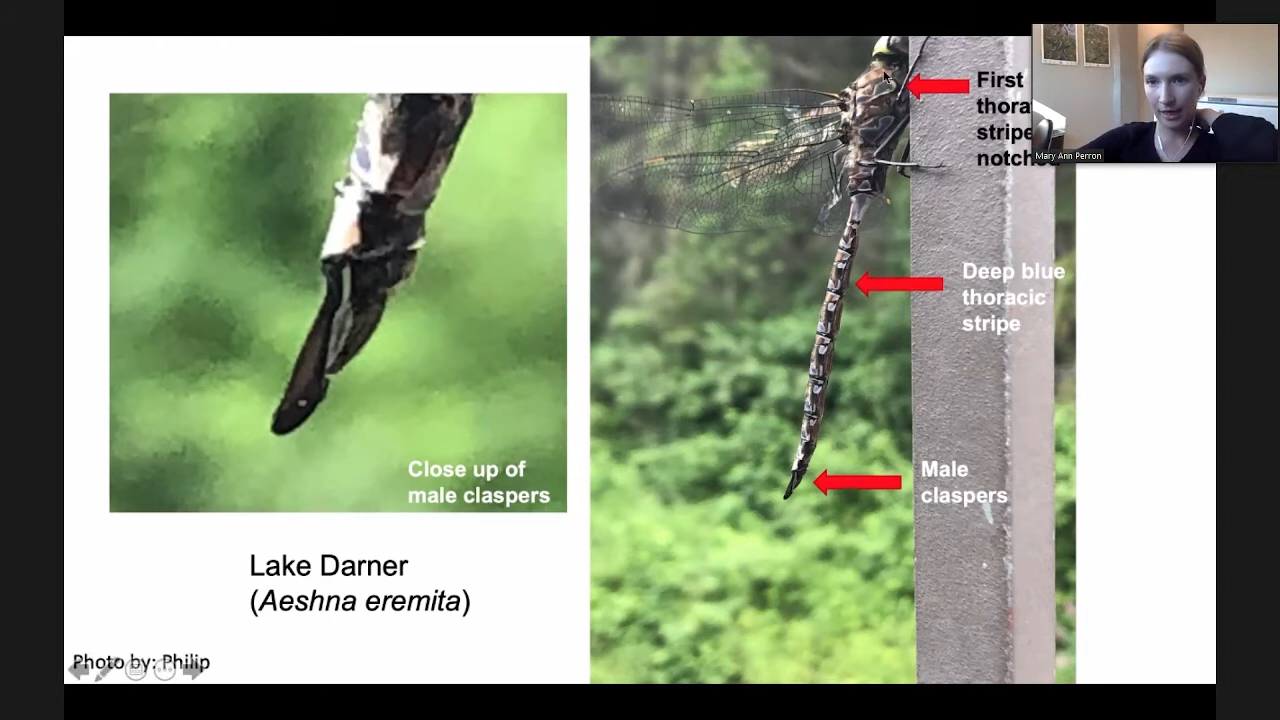 First
thora
stripe
notch
Mary Ann Perron
Deep blue
thoracic
stripe
Male
claspers
Close up of
male claspers
Lake Darner
(Aeshna eremita)
Photo by: Philip